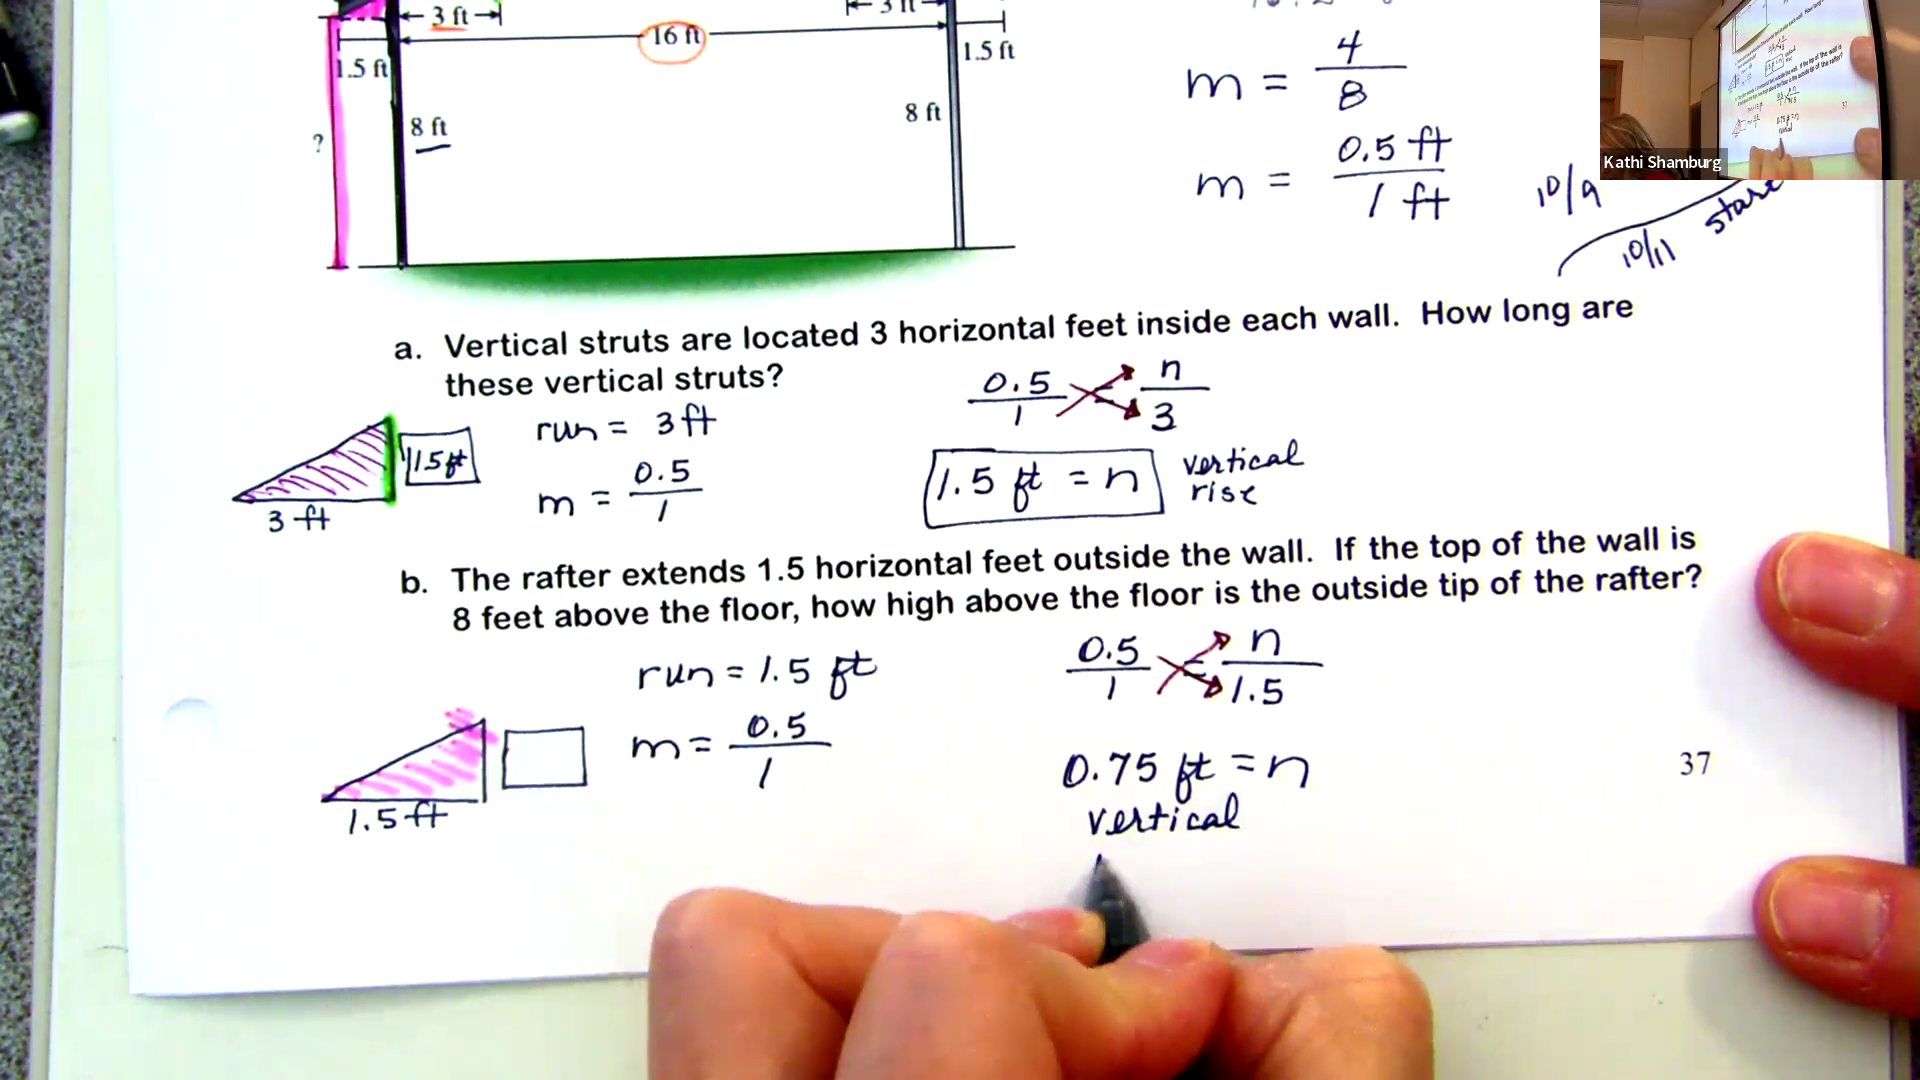 3 ft
3 ft
16 ft
1.5 ft
1.5 ft
?
8 ft
8 ft
m = 4/8
m = 0.5 ft/1 ft
10/9
10/11 start
Kathi Shamburg
a. Vertical struts are located 3 horizontal feet inside each wall. How long are
these vertical struts?
run = 3 ft
m = 0.5/1
1.5 ft
3 ft
0.5/1 = n/3
1.5 ft = n vertical
rise
b. The rafter extends 1.5 horizontal feet outside the wall. If the top of the wall is
8 feet above the floor, how high above the floor is the outside tip of the rafter?
run = 1.5 ft
m = 0.5/1
1.5 ft
0.5/1 = n/1.5
0.75 ft = n
vertical
37